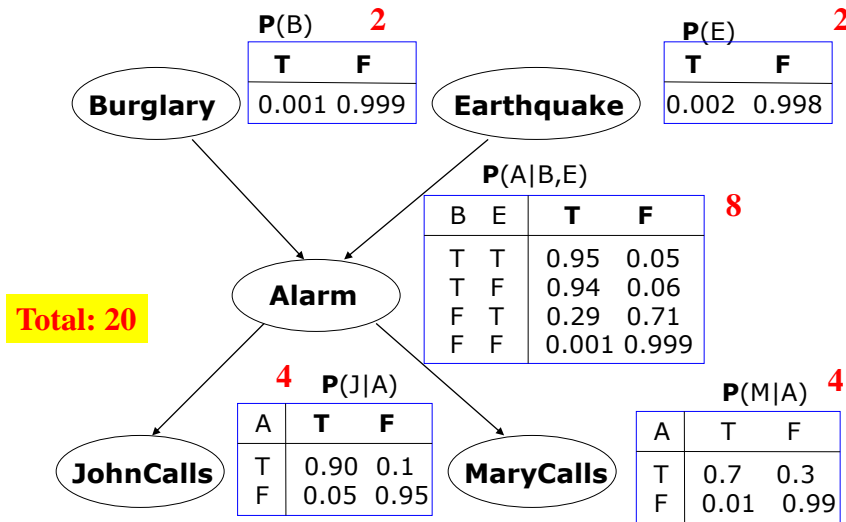 P(B) 2
T F
0.001 0.999
Burglary
P(E) 2
T F
0.002 0.998
Earthquake
P(A|B,E)
8
B E T F
T T 0.95 0.05
T F 0.94 0.06
F T 0.29 0.71
F F 0.001 0.999
Alarm
Total: 20
4 P(J|A)
A T F
T 0.90 0.1
F 0.05 0.95
JohnCalls
MaryCalls
P(M|A) 4
A T F
T 0.7 0.3
F 0.01 0.99